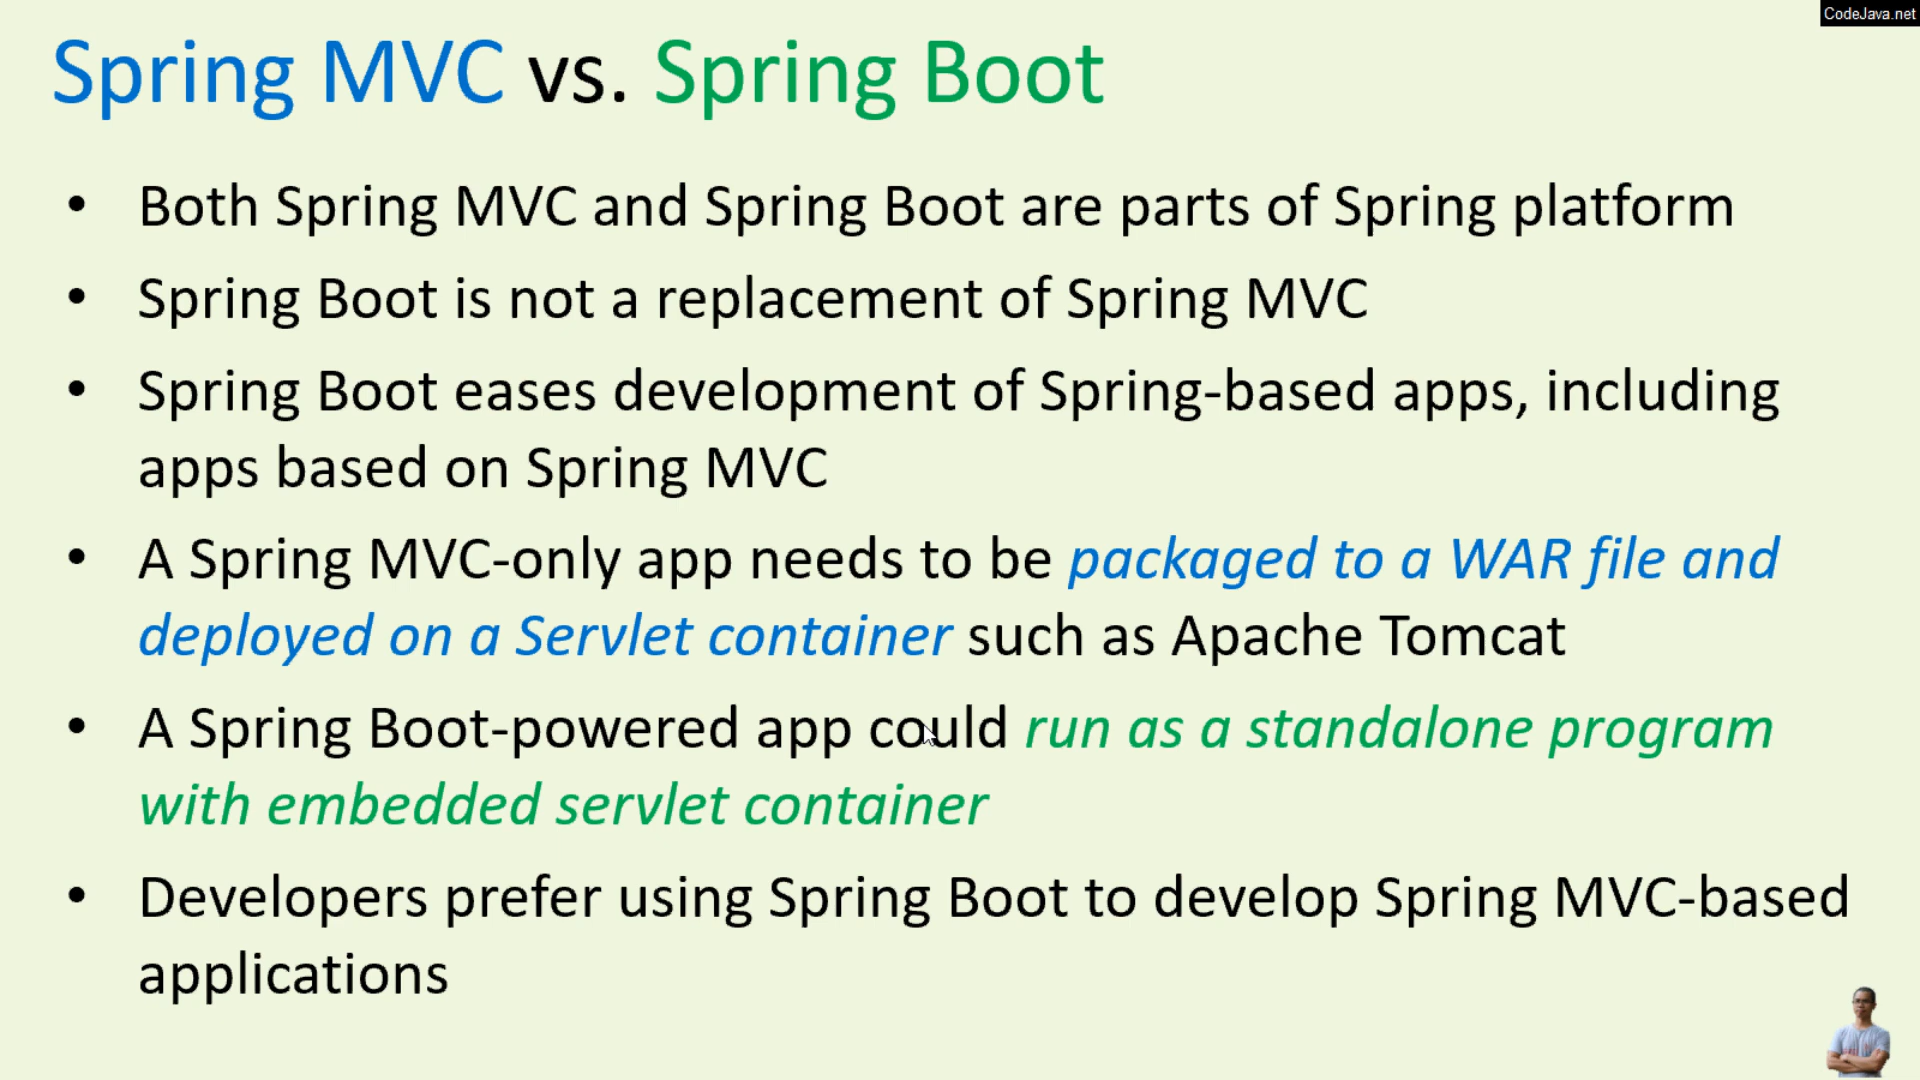 CodeJava.net
Spring MVC vs. Spring Boot
• Both Spring MVC and Spring Boot are parts of Spring platform
• Spring Boot is not a replacement of Spring MVC
• Spring Boot eases development of Spring-based apps, including
apps based on Spring MVC
• A Spring MVC-only app needs to be packaged to a WAR file and
deployed on a Servlet container such as Apache Tomcat
• A Spring Boot-powered app could run as a standalone program
with embedded servlet container
• Developers prefer using Spring Boot to develop Spring MVC-based
applications